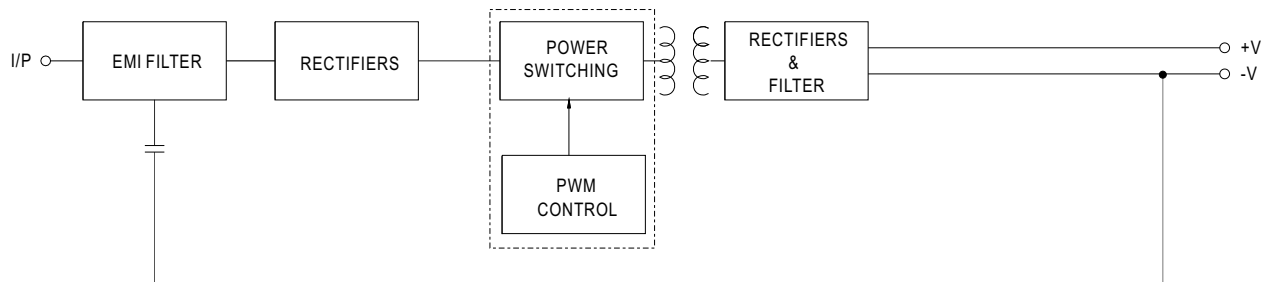 I/P
EMI FILTER
RECTIFIERS
POWER
SWITCHING
PWM
CONTROL
RECTIFIERS
&
FILTER
+V
-V